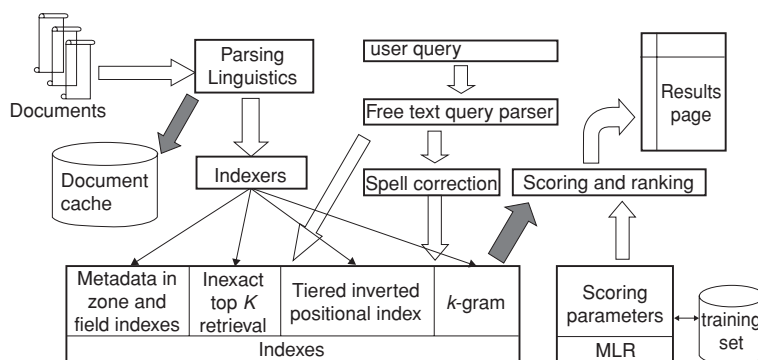 Documents
Parsing
Linguistics
user query
Results
page
Free text query parser
Document
cache
Indexers
Spell correction
Scoring and ranking
Metadata in
zone and
field indexes
Inexact
top K
retrieval
Tiered inverted
positional index
k-gram
Indexes
Scoring
parameters
MLR
training
set